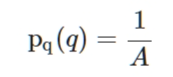 p_q(q) = 1/A